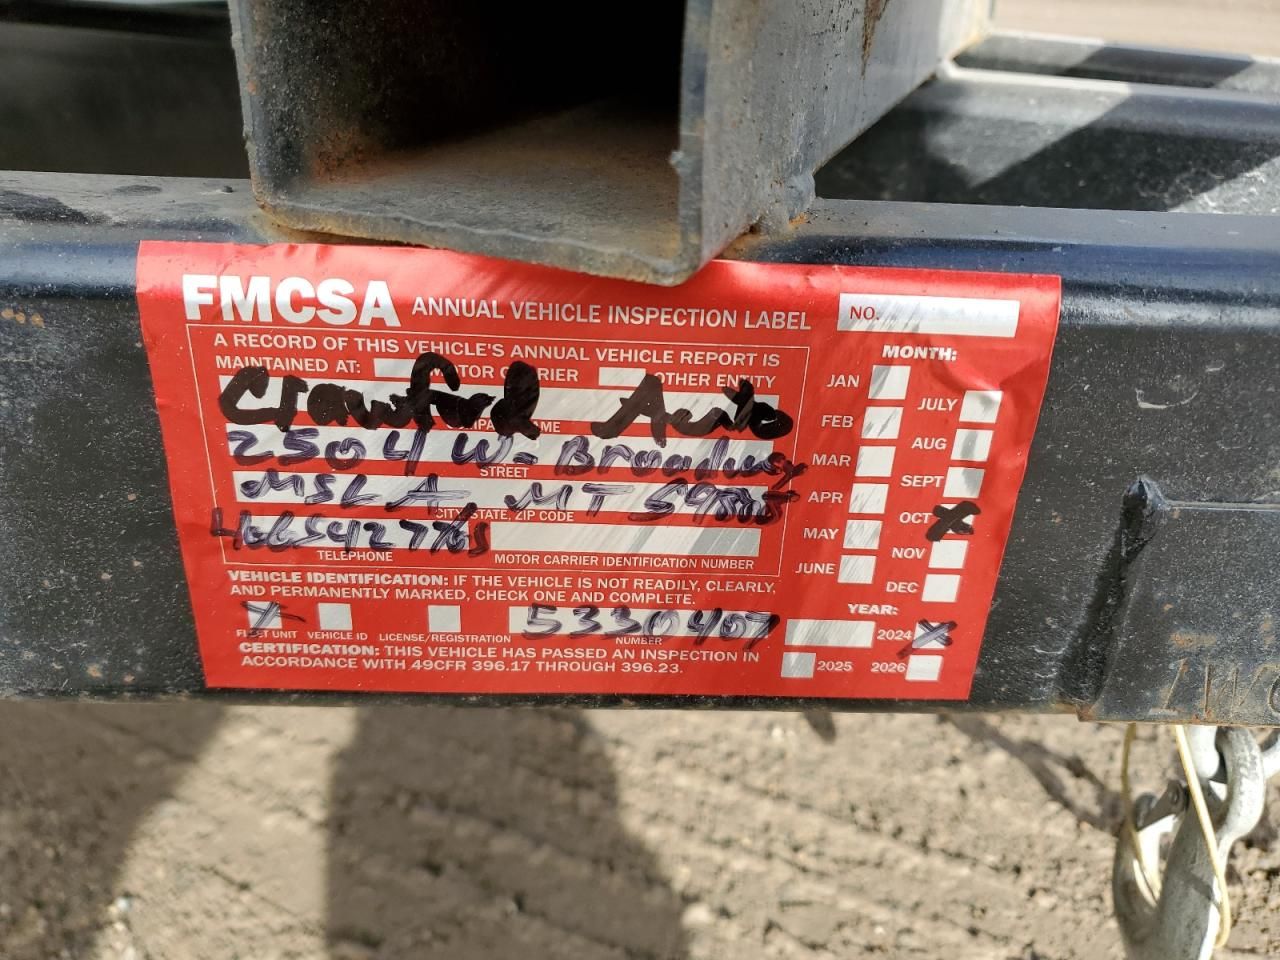 FMCSA ANNUAL VEHICLE INSPECTION LABEL
NO.
A RECORD OF THIS VEHICLE'S ANNUAL VEHICLE REPORT IS
MAINTAINED AT: MOTOR CARRIER OTHER ENTITY
Crawford Auto
COMPANY NAME
2504 W. Broadway
STREET
MSLA, MT
CITY, STATE, ZIP CODE
TELEPHONE
MOTOR CARRIER IDENTIFICATION NUMBER
VEHICLE IDENTIFICATION: IF THE VEHICLE IS NOT READILY, CLEARLY,
AND PERMANENTLY MARKED, CHECK ONE AND COMPLETE.
X 5330407
FLEET UNIT VEHICLE ID LICENSE/REGISTRATION NUMBER
CERTIFICATION: THIS VEHICLE HAS PASSED AN INSPECTION IN
ACCORDANCE WITH 49CFR 396.17 THROUGH 396.23.
MONTH:
JAN
FEB
MAR
APR
MAY
JUNE
JULY
AUG
SEPT
OCT X
NOV
DEC
YEAR:
2024 X
2025 2026